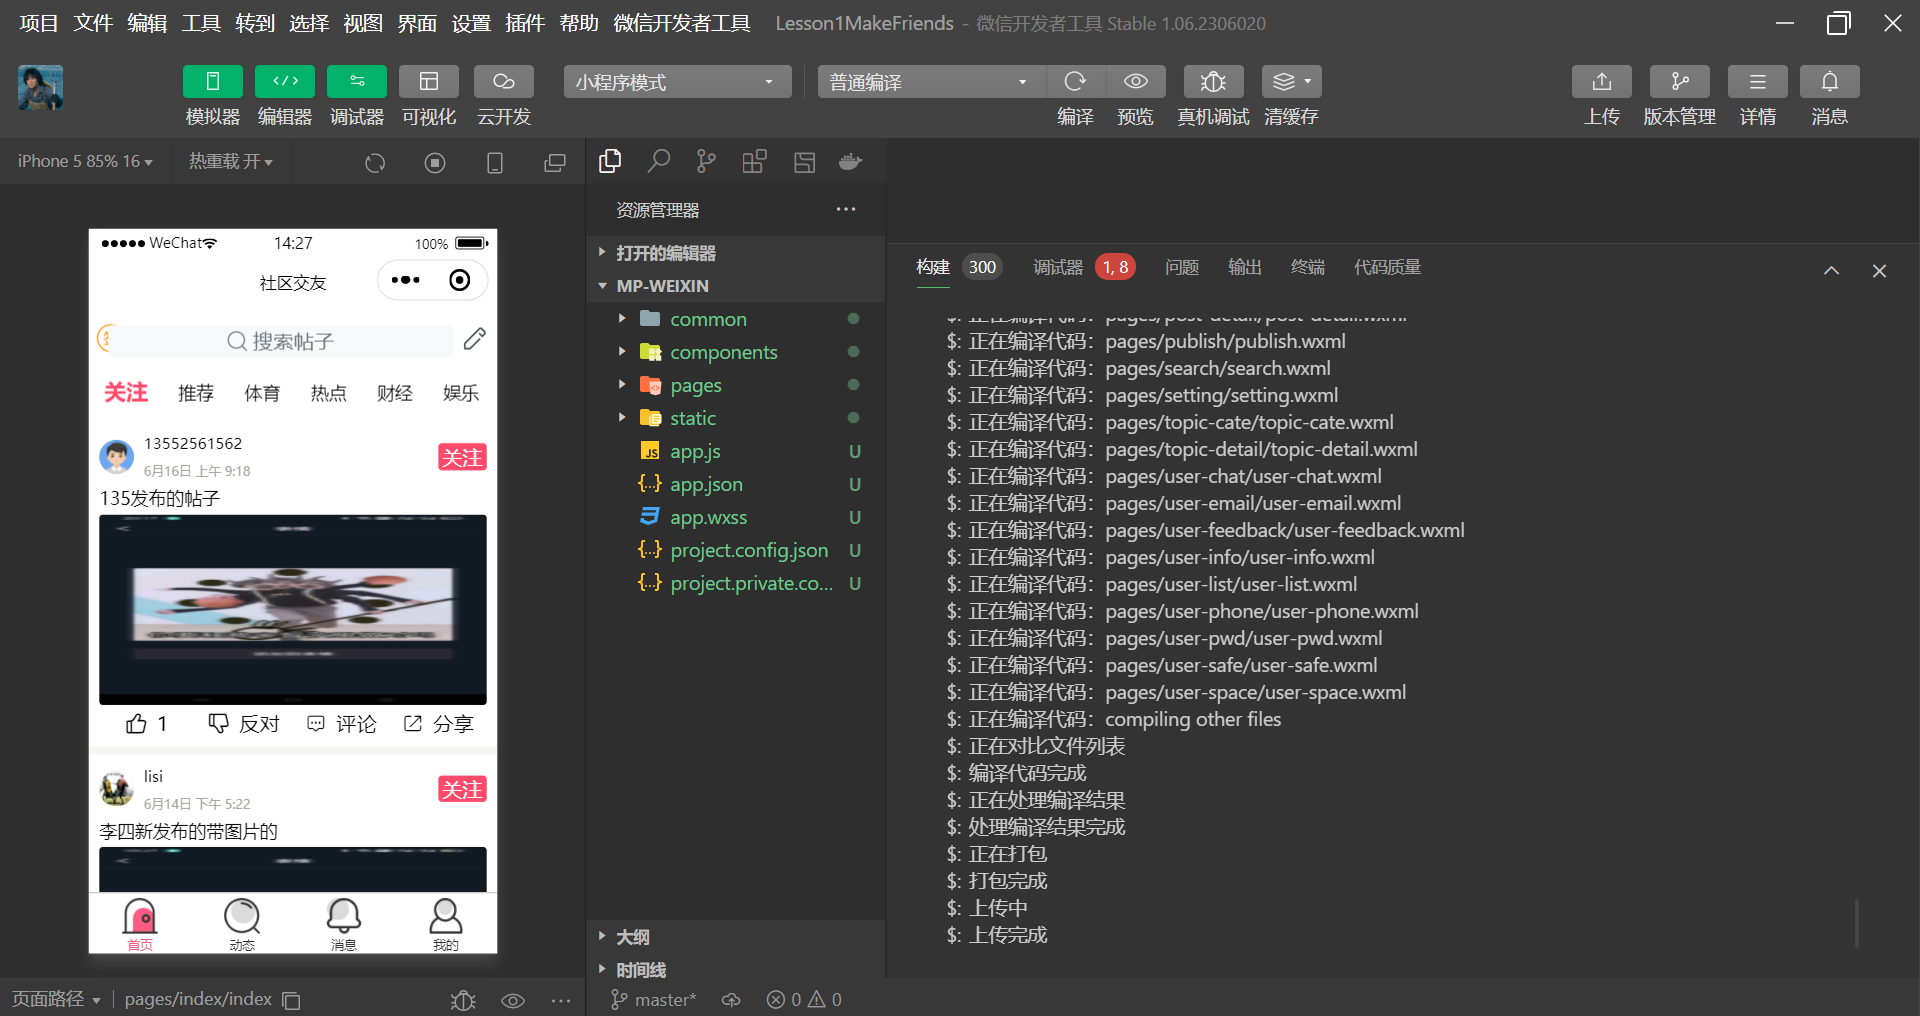 项目 文件 编辑 工具 转到 选择 视图 界面 设置 插件 帮助 微信开发者工具 Lesson1MakeFriends - 微信开发者工具 Stable 1.06.2306020
模拟器 编辑器 调试器 可视化 云开发
小程序模式
普通编译
编译 预览 真机调试 清缓存
上传 版本管理 详情 消息
iPhone 5 85% 16
热重载 开
WeChat 14:27 100%
社区交友
搜索帖子
关注 推荐 体育 热点 财经 娱乐
13552561562
6月16日 上午 9:18
关注
135发布的帖子
1 反对 评论 分享
lisi
6月14日 下午 5:22
关注
李四新发布的带图片的
首页 动态 消息 我的
页面路径 pages/index/index
资源管理器
打开的编辑器
MP-WEIXIN
common
components
pages
static
JS app.js U
{..} app.json U
app.wxss U
{..} project.config.json U
{..} project.private.co... U
大纲
时间线
master* 0 0
构建 300 调试器 1, 8 问题 输出 终端 代码质量
$: 正在编译代码：pages/post-detail/post-detail.wxml
$: 正在编译代码：pages/publish/publish.wxml
$: 正在编译代码：pages/search/search.wxml
$: 正在编译代码：pages/setting/setting.wxml
$: 正在编译代码：pages/topic-cate/topic-cate.wxml
$: 正在编译代码：pages/topic-detail/topic-detail.wxml
$: 正在编译代码：pages/user-chat/user-chat.wxml
$: 正在编译代码：pages/user-email/user-email.wxml
$: 正在编译代码：pages/user-feedback/user-feedback.wxml
$: 正在编译代码：pages/user-info/user-info.wxml
$: 正在编译代码：pages/user-list/user-list.wxml
$: 正在编译代码：pages/user-phone/user-phone.wxml
$: 正在编译代码：pages/user-pwd/user-pwd.wxml
$: 正在编译代码：pages/user-safe/user-safe.wxml
$: 正在编译代码：pages/user-space/user-space.wxml
$: 正在编译代码：compiling other files
$: 正在对比文件列表
$: 编译代码完成
$: 正在处理编译结果
$: 处理编译结果完成
$: 正在打包
$: 打包完成
$: 上传中
$: 上传完成